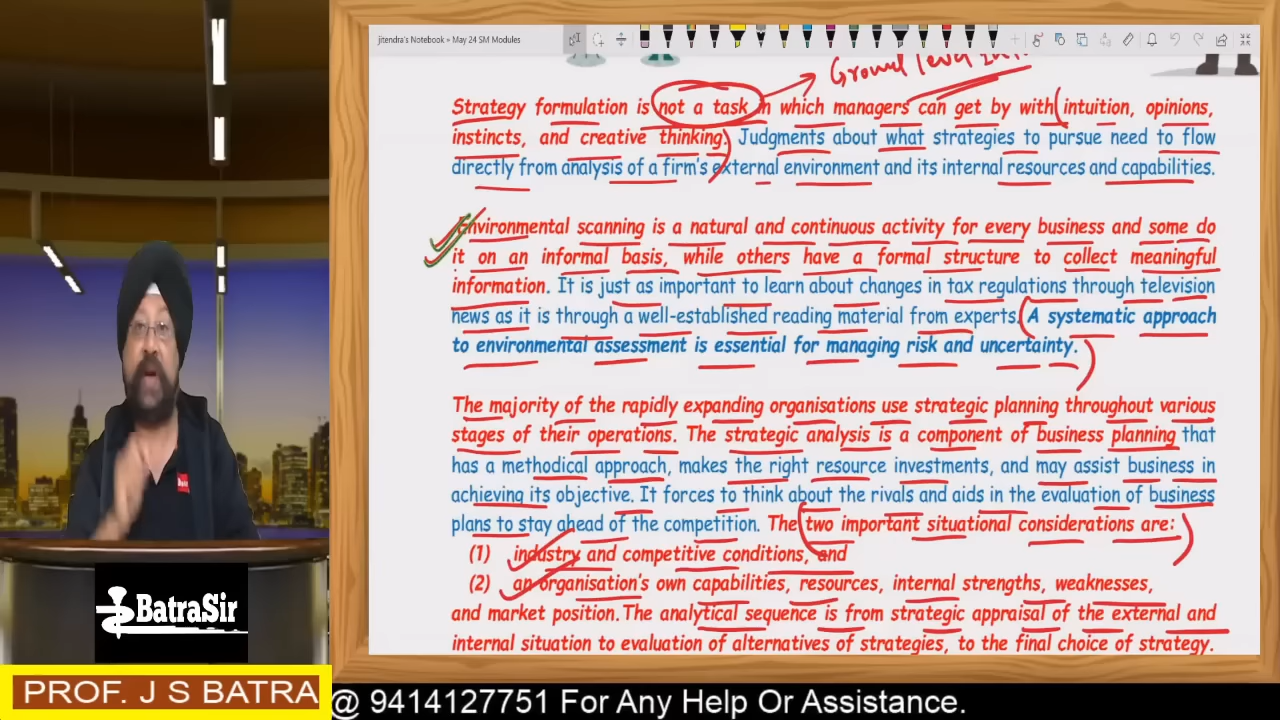 jitendra's Notebook » May 24 SM Modules
Ground level
Strategy formulation is not a task in which managers can get by with intuition, opinions,
instincts, and creative thinking. Judgments about what strategies to pursue need to flow
directly from analysis of a firm's external environment and its internal resources and capabilities.
Environmental scanning is a natural and continuous activity for every business and some do
it on an informal basis, while others have a formal structure to collect meaningful
information. It is just as important to learn about changes in tax regulations through television
news as it is through a well-established reading material from experts. A systematic approach
to environmental assessment is essential for managing risk and uncertainty.
The majority of the rapidly expanding organisations use strategic planning throughout various
stages of their operations. The strategic analysis is a component of business planning that
has a methodical approach, makes the right resource investments, and may assist business in
achieving its objective. It forces to think about the rivals and aids in the evaluation of business
plans to stay ahead of the competition. The two important situational considerations are:
(1) industry and competitive conditions, and
(2) an organisation's own capabilities, resources, internal strengths, weaknesses,
and market position. The analytical sequence is from strategic appraisal of the external and
internal situation to evaluation of alternatives of strategies, to the final choice of strategy.
BatraSir
PROF. J S BATRA @ 9414127751 For Any Help Or Assistance.